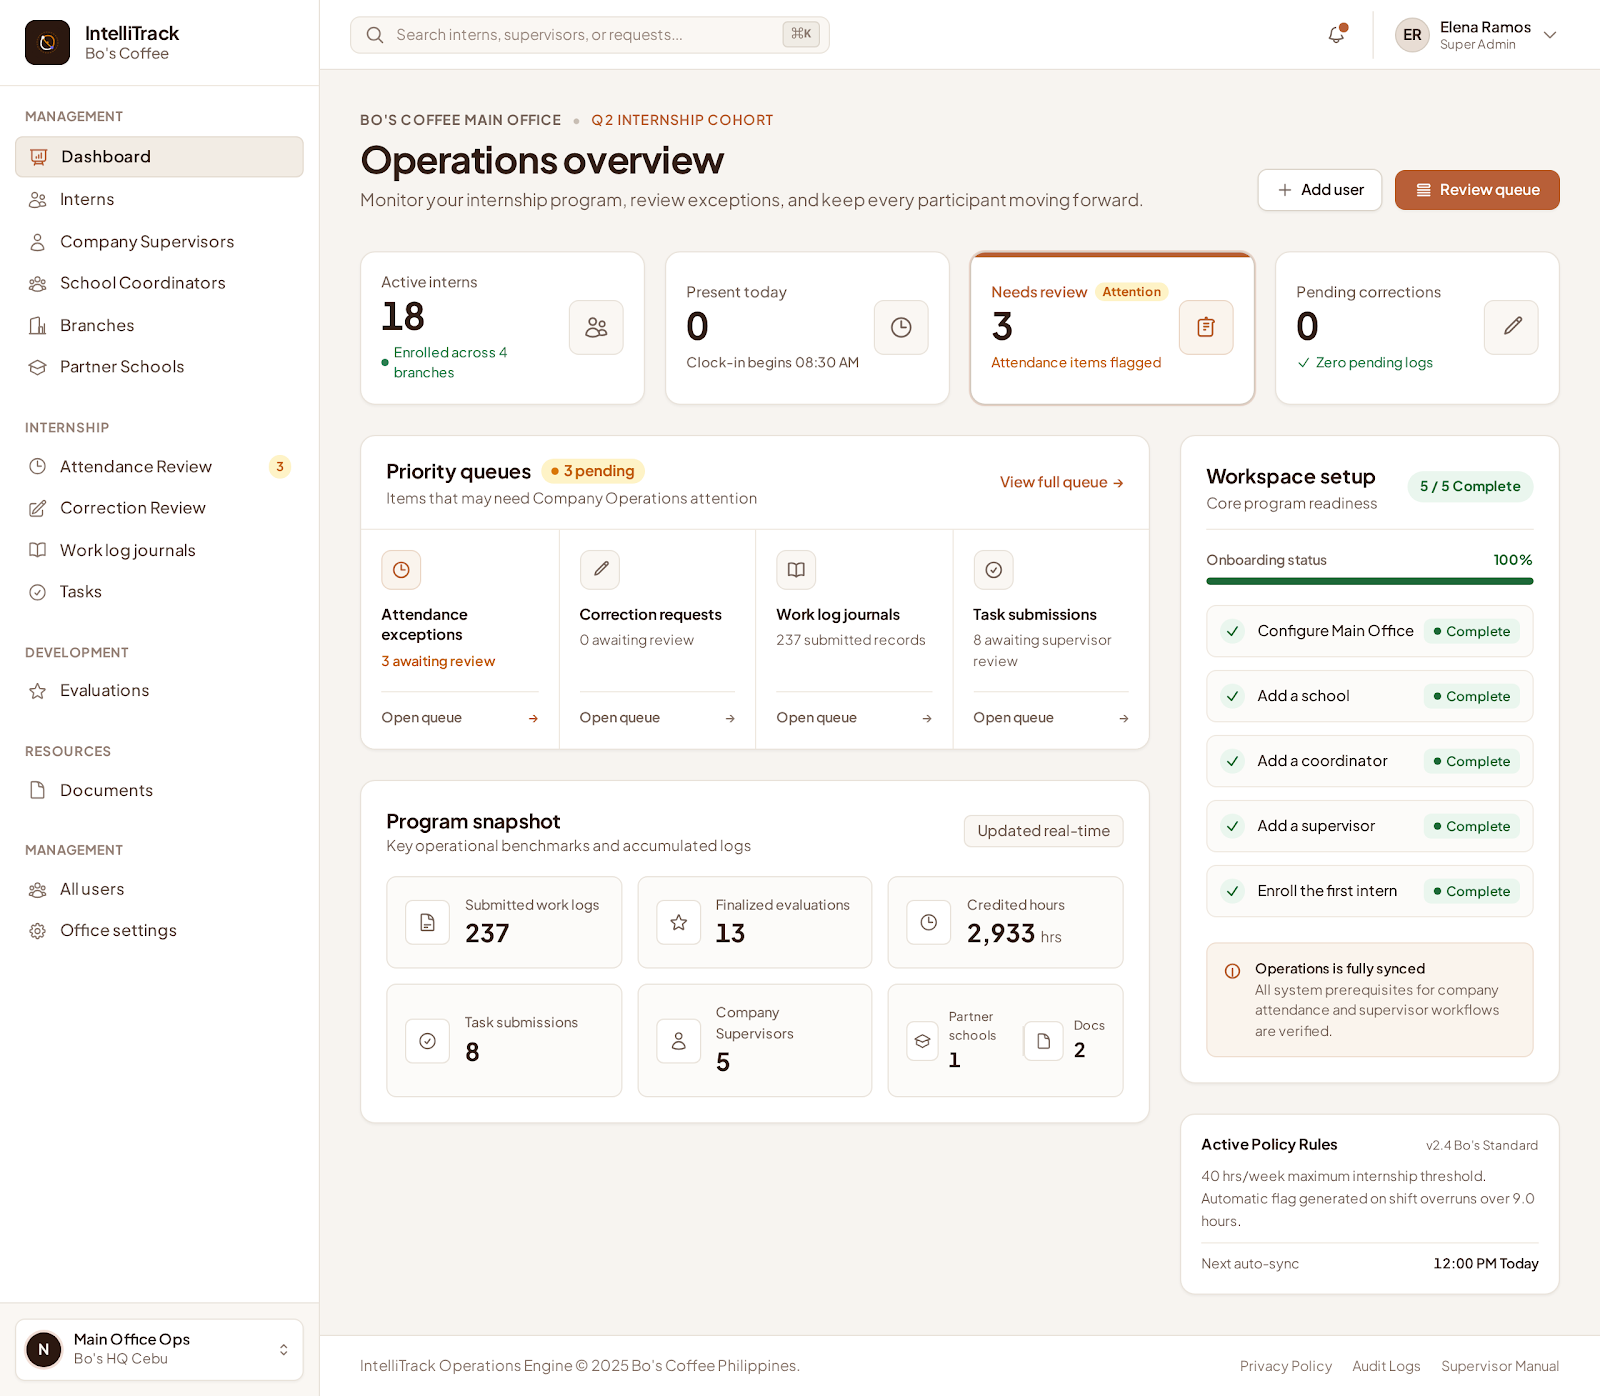 IntelliTrack
Bo's Coffee
MANAGEMENT
Dashboard
Interns
Company Supervisors
School Coordinators
Branches
Partner Schools
INTERNSHIP
Attendance Review
3
Correction Review
Work log journals
Tasks
DEVELOPMENT
Evaluations
RESOURCES
Documents
MANAGEMENT
All users
Office settings
N
Main Office Ops
Bo's HQ Cebu
Search interns, supervisors, or requests...
⌘K
ER
Elena Ramos
Super Admin
BO'S COFFEE MAIN OFFICE • Q2 INTERNSHIP COHORT
Operations overview
Monitor your internship program, review exceptions, and keep every participant moving forward.
Add user
Review queue
Active interns
18
Enrolled across 4
branches
Present today
0
Clock-in begins 08:30 AM
Needs review Attention
3
Attendance items flagged
Pending corrections
0
Zero pending logs
Priority queues • 3 pending
Items that may need Company Operations attention
View full queue →
Attendance
exceptions
3 awaiting review
Open queue →
Correction requests
0 awaiting review
Open queue →
Work log journals
237 submitted records
Open queue →
Task submissions
8 awaiting supervisor
review
Open queue →
Program snapshot
Key operational benchmarks and accumulated logs
Updated real-time
Submitted work logs
237
Finalized evaluations
13
Credited hours
2,933 hrs
Task submissions
8
Company
Supervisors
5
Partner
schools
1
Docs
2
Workspace setup
Core program readiness
5 / 5 Complete
Onboarding status 100%
Configure Main Office • Complete
Add a school • Complete
Add a coordinator • Complete
Add a supervisor • Complete
Enroll the first intern • Complete
Operations is fully synced
All system prerequisites for company
attendance and supervisor workflows
are verified.
Active Policy Rules
v2.4 Bo's Standard
40 hrs/week maximum internship threshold.
Automatic flag generated on shift overruns over 9.0
hours.
Next auto-sync 12:00 PM Today
IntelliTrack Operations Engine © 2025 Bo's Coffee Philippines.
Privacy Policy Audit Logs Supervisor Manual